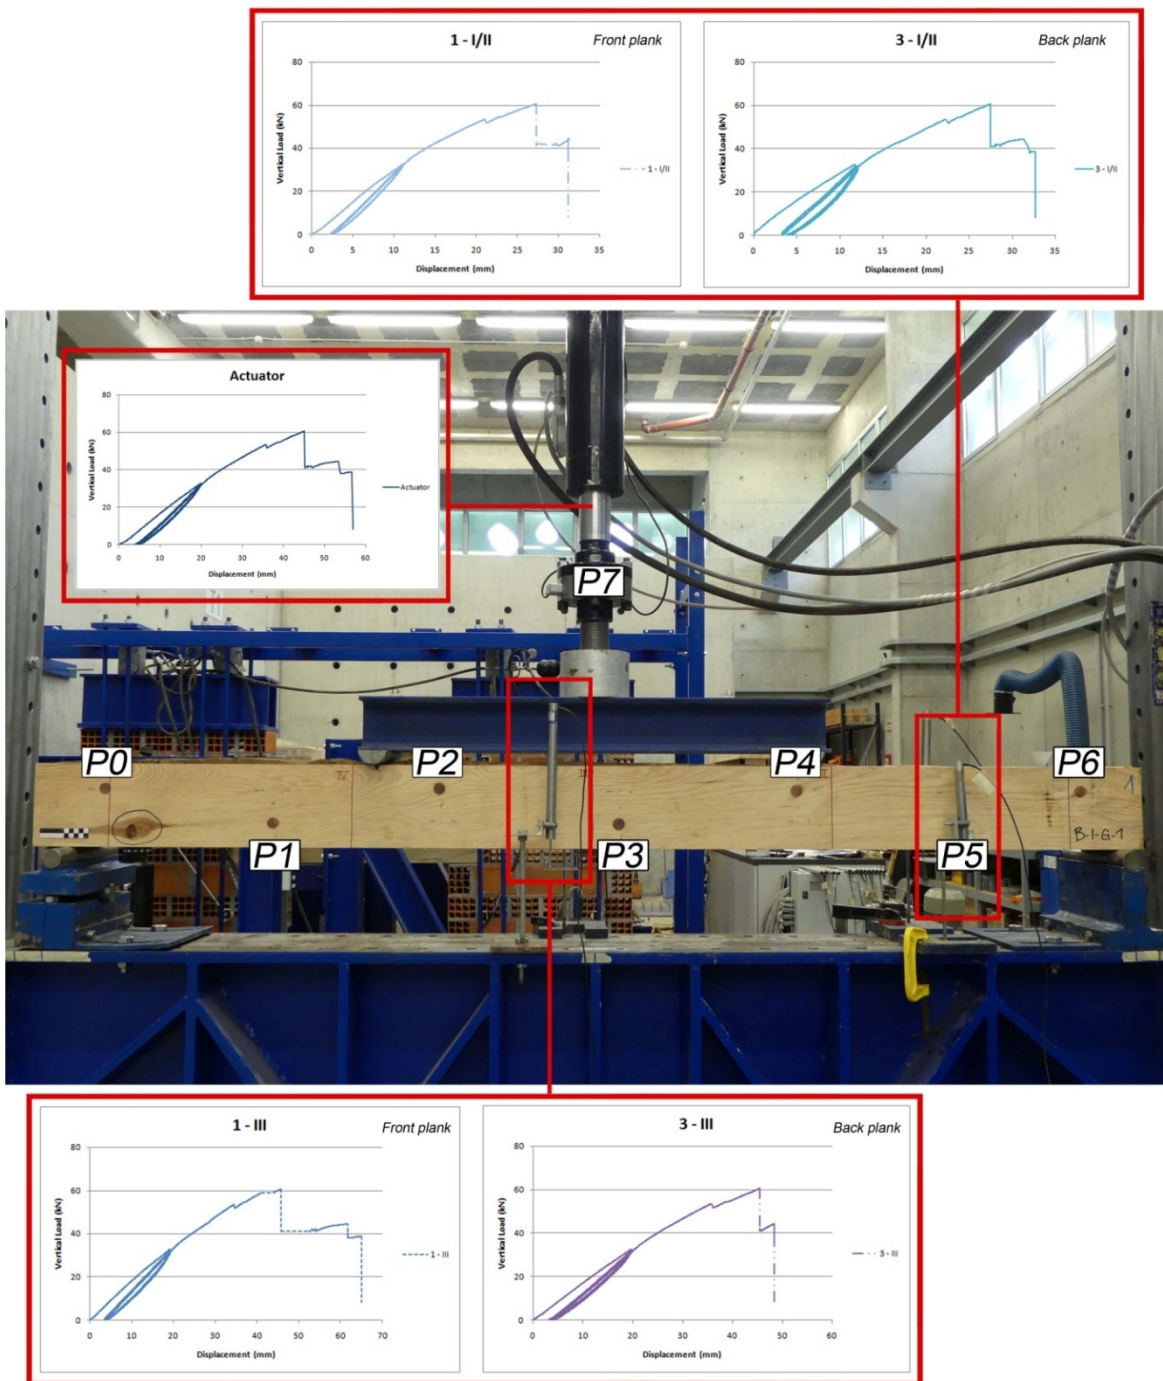 1 - I/II Front plank
80
60
40
20
0
Vertical Load (kN)
0 5 10 15 20 25 30 35
Displacement (mm)
1 - I/II
3 - I/II Back plank
80
60
40
20
0
Vertical Load (kN)
0 5 10 15 20 25 30 35
Displacement (mm)
3 - I/II
Actuator
80
60
40
20
0
Vertical Load (kN)
0 10 20 30 40 50 60
Displacement (mm)
Actuator
P7
P0
P2
P4
P6
IV
1
B-I-G-1
P1
P3
P5
1 - III Front plank
80
60
40
20
0
Vertical Load (kN)
0 10 20 30 40 50 60 70
Displacement (mm)
1 - III
3 - III Back plank
80
60
40
20
0
Vertical Load (kN)
0 10 20 30 40 50 60
Displacement (mm)
3 - III